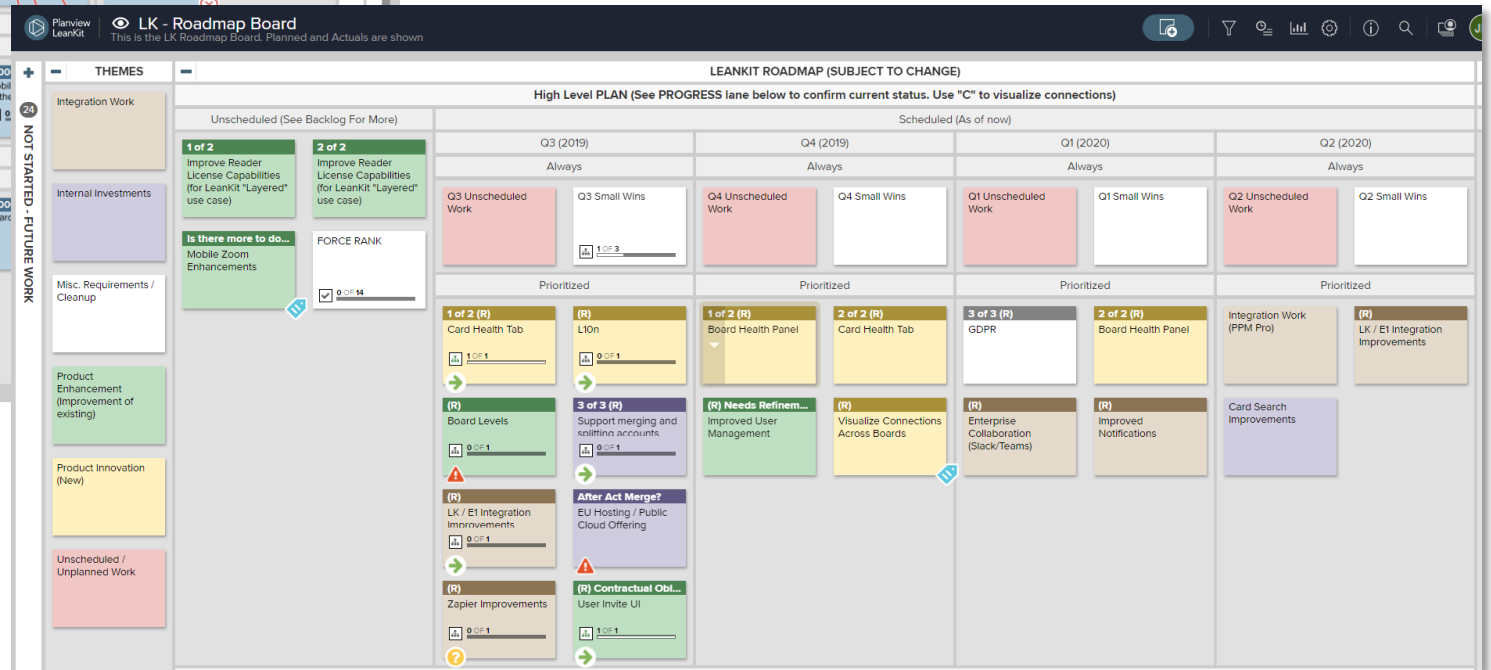 Planview
LeanKit
LK - Roadmap Board
This is the LK Roadmap Board. Planned and Actuals are shown
24
NOT STARTED - FUTURE WORK
THEMES
Integration Work
Internal Investments
Misc. Requirements /
Cleanup
Product
Enhancement
(Improvement of
existing)
Product Innovation
(New)
Unscheduled /
Unplanned Work
LEANKIT ROADMAP (SUBJECT TO CHANGE)
High Level PLAN (See PROGRESS lane below to confirm current status. Use "C" to visualize connections)
Unscheduled (See Backlog For More)
1 of 2
Improve Reader
License Capabilities
(for LeanKit "Layered"
use case)
2 of 2
Improve Reader
License Capabilities
(for LeanKit "Layered"
use case)
Is there more to do...
Mobile Zoom
Enhancements
FORCE RANK
0 OF 14
Scheduled (As of now)
Q3 (2019)
Always
Q3 Unscheduled
Work
Q3 Small Wins
1 OF 3
Prioritized
1 of 2 (R)
Card Health Tab
1 OF 1
(R)
L10n
0 OF 1
(R)
Board Levels
0 OF 1
3 of 3 (R)
Support merging and
splitting accounts
0 OF 1
(R)
LK / E1 Integration
Improvements
0 OF 1
After Act Merge?
EU Hosting / Public
Cloud Offering
(R)
Zapier Improvements
0 OF 1
(R) Contractual Obl...
User Invite UI
1 OF 1
Q4 (2019)
Always
Q4 Unscheduled
Work
Q4 Small Wins
Prioritized
1 of 2 (R)
Board Health Panel
2 of 2 (R)
Card Health Tab
(R) Needs Refinem...
Improved User
Management
(R)
Visualize Connections
Across Boards
Q1 (2020)
Always
Q1 Unscheduled
Work
Q1 Small Wins
Prioritized
3 of 3 (R)
GDPR
2 of 2 (R)
Board Health Panel
(R)
Enterprise
Collaboration
(Slack/Teams)
(R)
Improved
Notifications
Q2 (2020)
Always
Q2 Unscheduled
Work
Q2 Small Wins
Prioritized
Integration Work
(PPM Pro)
(R)
LK / E1 Integration
Improvements
Card Search
Improvements